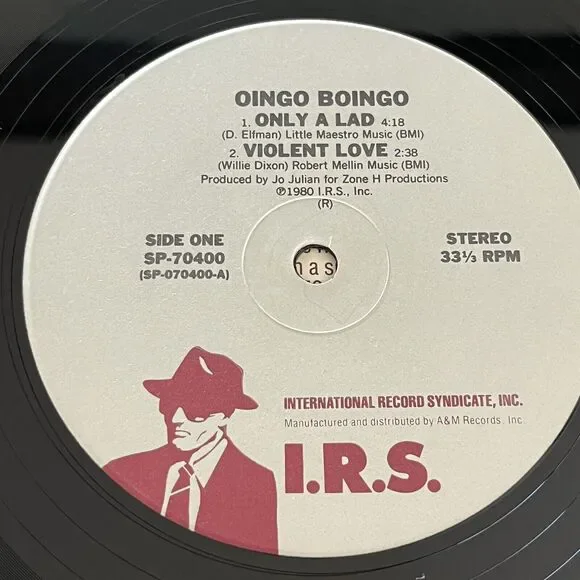 OINGO BOINGO
1. ONLY A LAD 4:18
(D. Elfman) Little Maestro Music (BMI)
2. VIOLENT LOVE 2:38
(Willie Dixon) Robert Mellin Music (BMI)
Produced by Jo Julian for Zone H Productions
℗1980 I.R.S., Inc.
(R)
SIDE ONE
SP-70400
(SP-070400-A)
has
STEREO
33⅓ RPM
INTERNATIONAL RECORD SYNDICATE, INC.
Manufactured and distributed by A&M Records, Inc.
I.R.S.